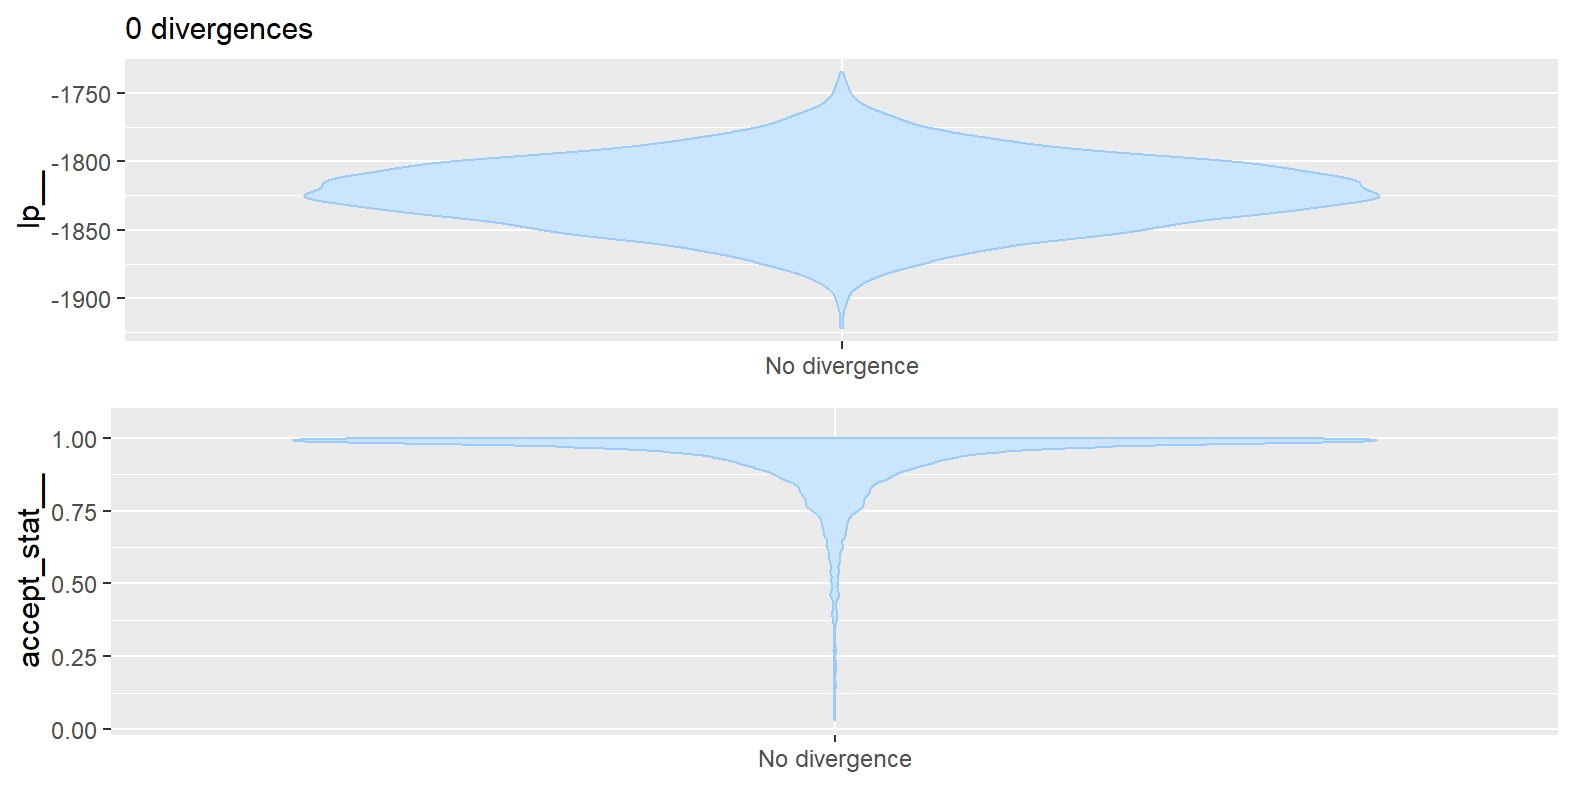 0 divergences
lp__
-1750
-1800
-1850
-1900
No divergence
accept_stat__
1.00
0.75
0.50
0.25
0.00
No divergence